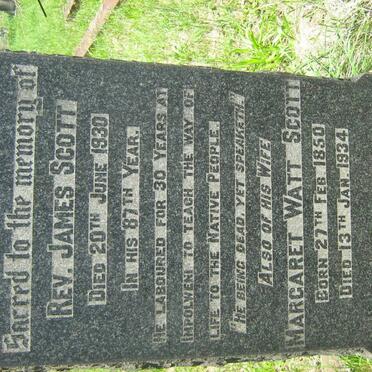 Sacred to the memory of
REV. JAMES SCOTT
DIED 20TH JUNE 1930
IN HIS 87TH YEAR.
HE LABOURED FOR 30 YEARS AT
IMPOLWENI TO TEACH THE WAY OF
LIFE TO THE NATIVE PEOPLE.
"HE BEING DEAD, YET SPEAKETH."
ALSO OF HIS WIFE
MARGARET WATT SCOTT
BORN 27TH FEB 1850
DIED 13TH JAN. 1934